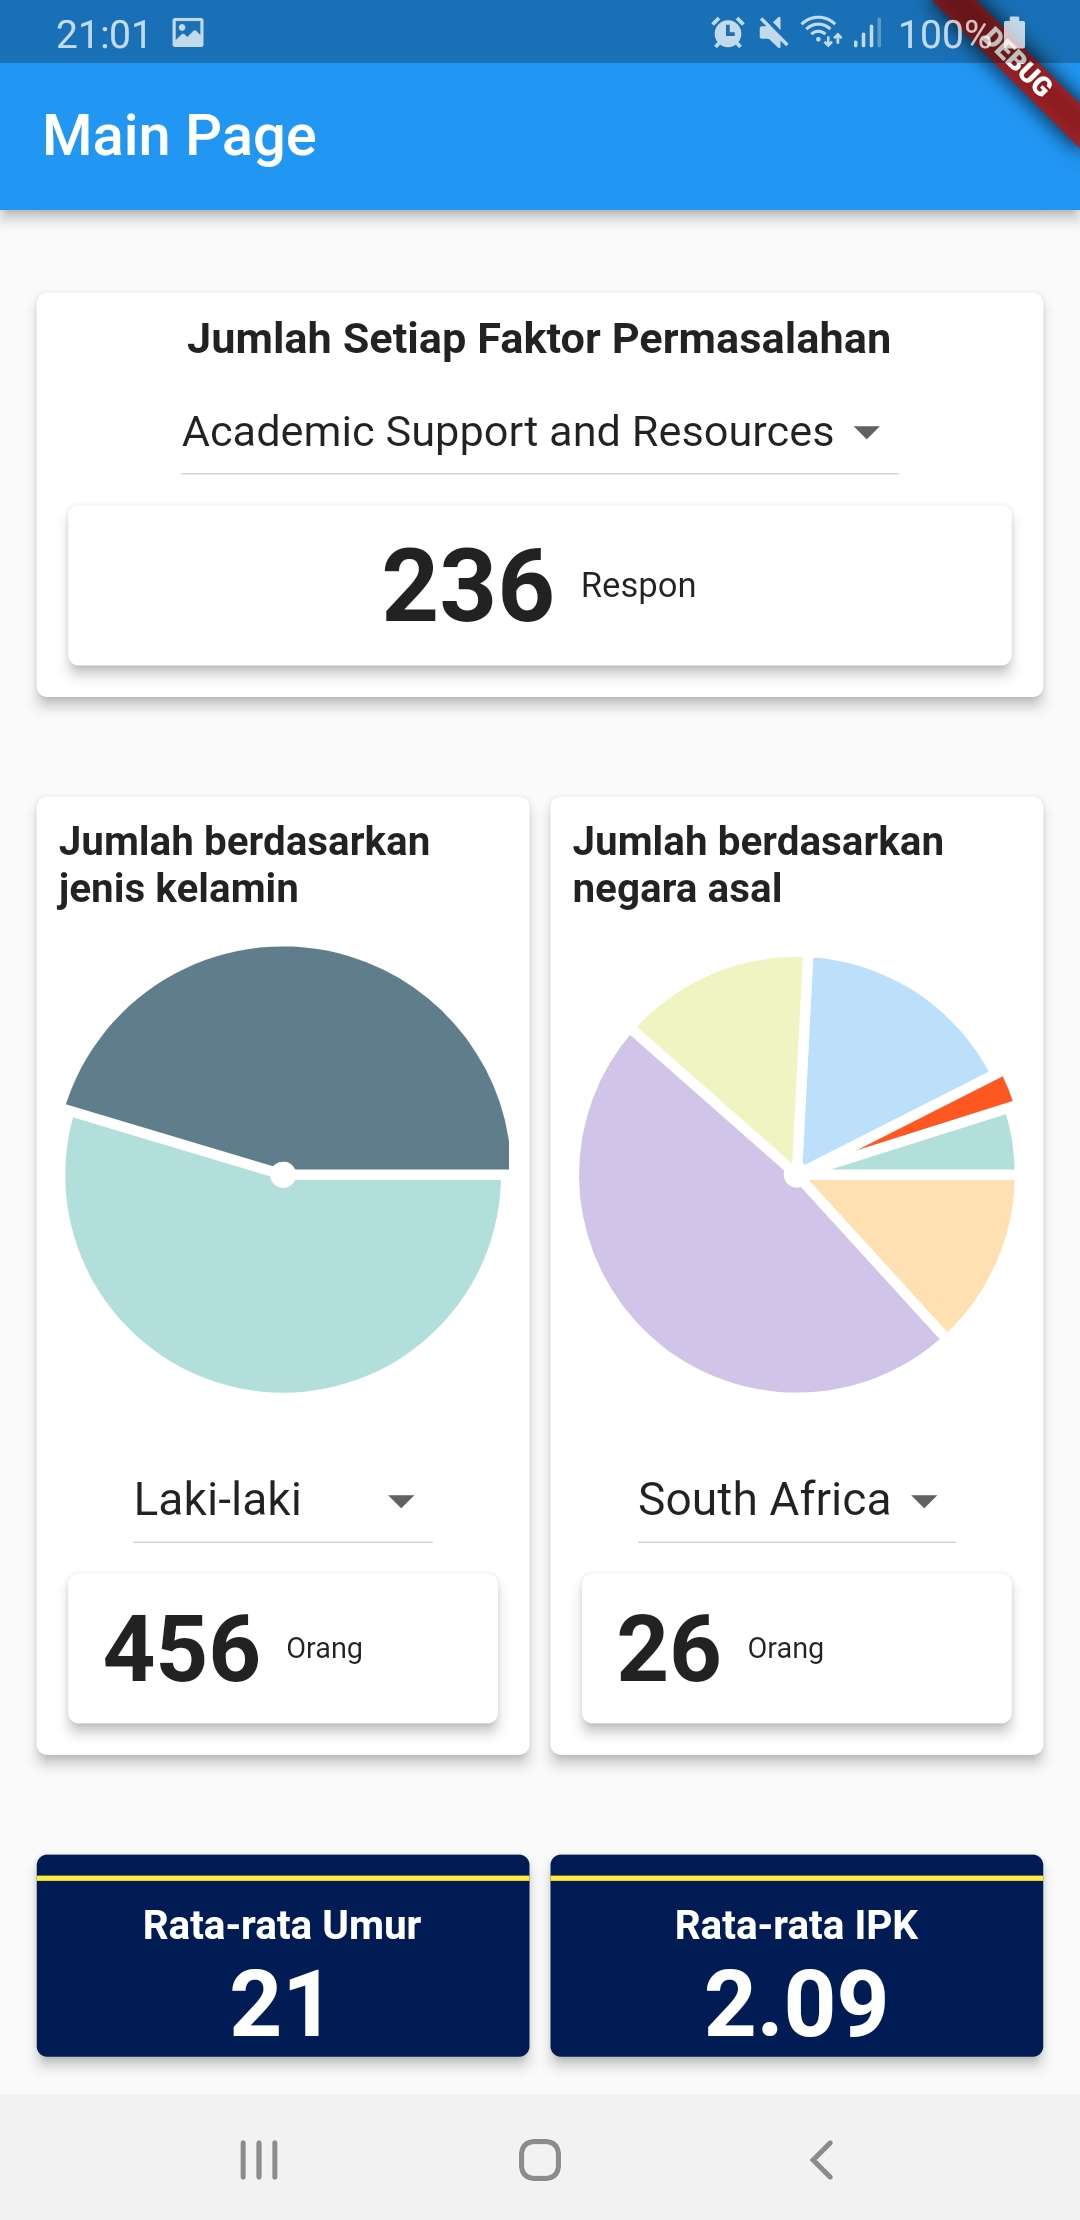 21:01
100%
DEBUG
Main Page
Jumlah Setiap Faktor Permasalahan
Academic Support and Resources
236 Respon
Jumlah berdasarkan
jenis kelamin
Laki-laki
456 Orang
Jumlah berdasarkan
negara asal
South Africa
26 Orang
Rata-rata Umur
21
Rata-rata IPK
2.09